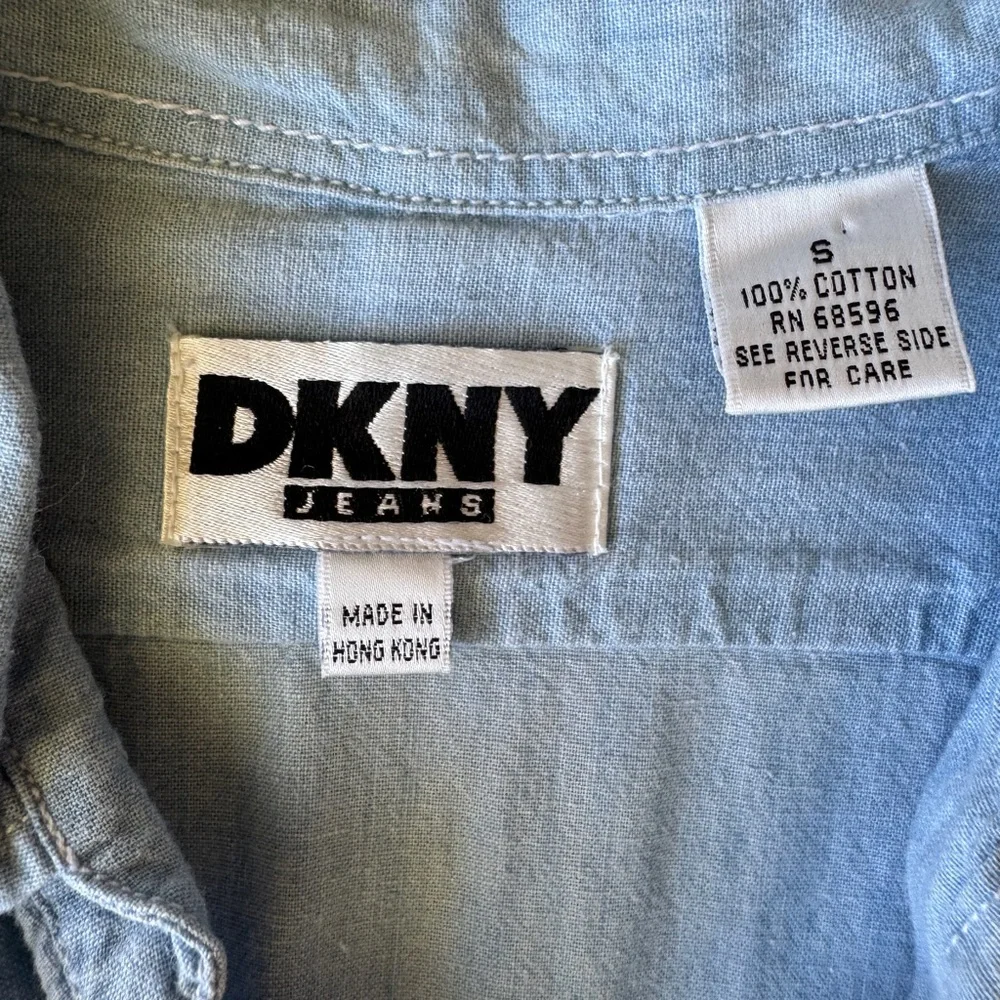 S
100% COTTON
RN 68596
SEE REVERSE SIDE
FOR CARE
DKNY
JEANS
MADE IN
HONG KONG